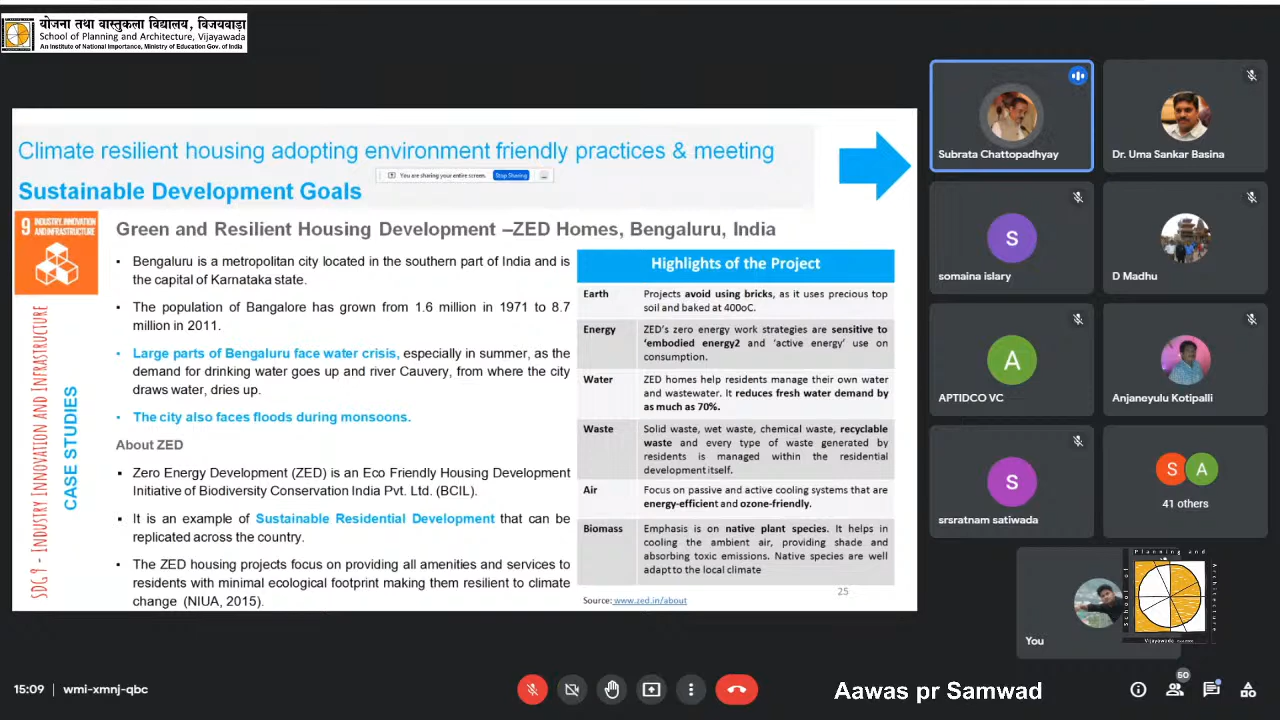 योजना तथा वास्तुकला विद्यालय, विजयवाड़ा
School of Planning and Architecture, Vijayawada
An Institute of National Importance, Ministry of Education Gov. of India
Climate resilient housing adopting environment friendly practices & meeting
Sustainable Development Goals
You are sharing your entire screen.
Stop Sharing
9 INDUSTRY, INNOVATION
AND INFRASTRUCTURE
SDG 9 - Industry Innovation and Infrastructure
CASE STUDIES
Green and Resilient Housing Development –ZED Homes, Bengaluru, India
▪ Bengaluru is a metropolitan city located in the southern part of India and is
the capital of Karnataka state.
▪ The population of Bangalore has grown from 1.6 million in 1971 to 8.7
million in 2011.
▪ Large parts of Bengaluru face water crisis, especially in summer, as the
demand for drinking water goes up and river Cauvery, from where the city
draws water, dries up.
▪ The city also faces floods during monsoons.
About ZED
▪ Zero Energy Development (ZED) is an Eco Friendly Housing Development
Initiative of Biodiversity Conservation India Pvt. Ltd. (BCIL).
▪ It is an example of Sustainable Residential Development that can be
replicated across the country.
▪ The ZED housing projects focus on providing all amenities and services to
residents with minimal ecological footprint making them resilient to climate
change (NIUA, 2015).
Highlights of the Project
Earth
Projects avoid using bricks, as it uses precious top
soil and baked at 400oC.
Energy
ZED's zero energy work strategies are sensitive to
'embodied energy2 and 'active energy' use on
consumption.
Water
ZED homes help residents manage their own water
and wastewater. It reduces fresh water demand by
as much as 70%.
Waste
Solid waste, wet waste, chemical waste, recyclable
waste and every type of waste generated by
residents is managed within the residential
development itself.
Air
Focus on passive and active cooling systems that are
energy-efficient and ozone-friendly.
Biomass
Emphasis is on native plant species. It helps in
cooling the ambient air, providing shade and
absorbing toxic emissions. Native species are well
adapt to the local climate
Source: www.zed.in/about
25
Subrata Chattopadhyay
Dr. Uma Sankar Basina
S
somaina islary
D Madhu
A
APTIDCO VC
Anjaneyulu Kotipalli
S
srsratnam satiwada
S A
41 others
You
School of Planning and Architecture
Vijayawada
15:09 | wmi-xmnj-qbc
Aawas pr Samwad
50